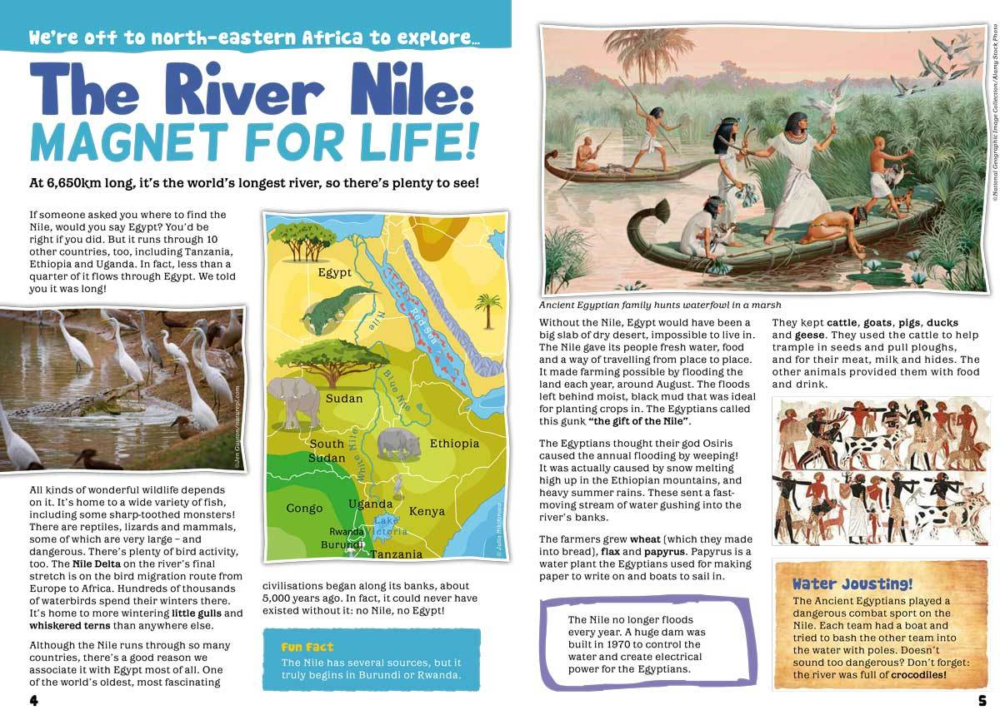 We're off to north-eastern Africa to explore...
The River Nile:
MAGNET FOR LIFE!
At 6,650km long, it's the world's longest river, so there's plenty to see!
If someone asked you where to find the
Nile, would you say Egypt? You'd be
right if you did. But it runs through 10
other countries, too, including Tanzania,
Ethiopia and Uganda. In fact, less than a
quarter of it flows through Egypt. We told
you it was long!
©Jen Guyton/naturepl.com
All kinds of wonderful wildlife depends
on it. It's home to a wide variety of fish,
including some sharp-toothed monsters!
There are reptiles, lizards and mammals,
some of which are very large – and
dangerous. There's plenty of bird activity,
too. The Nile Delta on the river's final
stretch is on the bird migration route from
Europe to Africa. Hundreds of thousands
of waterbirds spend their winters there.
It's home to more wintering little gulls and
whiskered terns than anywhere else.
Although the Nile runs through so many
countries, there's a good reason we
associate it with Egypt most of all. One
of the world's oldest, most fascinating
4
Egypt
Nile
Red Sea
Blue Nile
Sudan
South
Sudan
White Nile
Ethiopia
Congo
Uganda
Kenya
Lake
Victoria
Rwanda
Burundi
Tanzania
© Julia Nikiforova
civilisations began along its banks, about
5,000 years ago. In fact, it could never have
existed without it: no Nile, no Egypt!
Fun Fact
The Nile has several sources, but it
truly begins in Burundi or Rwanda.
©National Geographic Image Collection/Alamy Stock Photo
Ancient Egyptian family hunts waterfowl in a marsh
Without the Nile, Egypt would have been a
big slab of dry desert, impossible to live in.
The Nile gave its people fresh water, food
and a way of travelling from place to place.
It made farming possible by flooding the
land each year, around August. The floods
left behind moist, black mud that was ideal
for planting crops in. The Egyptians called
this gunk "the gift of the Nile".
The Egyptians thought their god Osiris
caused the annual flooding by weeping!
It was actually caused by snow melting
high up in the Ethiopian mountains, and
heavy summer rains. These sent a fast-
moving stream of water gushing into the
river's banks.
The farmers grew wheat (which they made
into bread), flax and papyrus. Papyrus is a
water plant the Egyptians used for making
paper to write on and boats to sail in.
The Nile no longer floods
every year. A huge dam was
built in 1970 to control the
water and create electrical
power for the Egyptians.
They kept cattle, goats, pigs, ducks
and geese. They used the cattle to help
trample in seeds and pull ploughs,
and for their meat, milk and hides. The
other animals provided them with food
and drink.
Water Jousting!
The Ancient Egyptians played a
dangerous combat sport on the
Nile. Each team had a boat and
tried to bash the other team into
the water with poles. Doesn't
sound too dangerous? Don't forget:
the river was full of crocodiles!
5